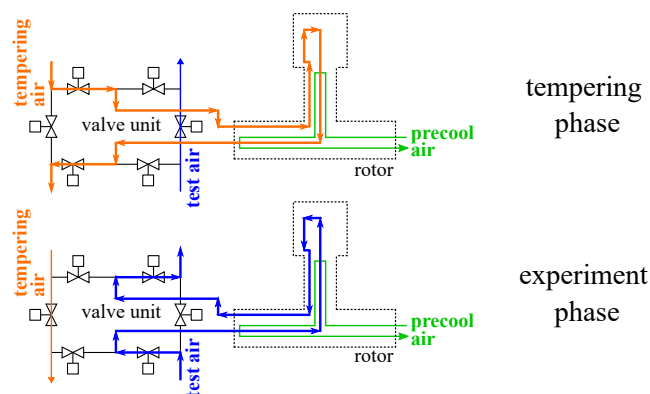 tempering
air
valve unit
test air
precool
air
rotor
tempering
phase
tempering
air
valve unit
test air
precool
air
rotor
experiment
phase